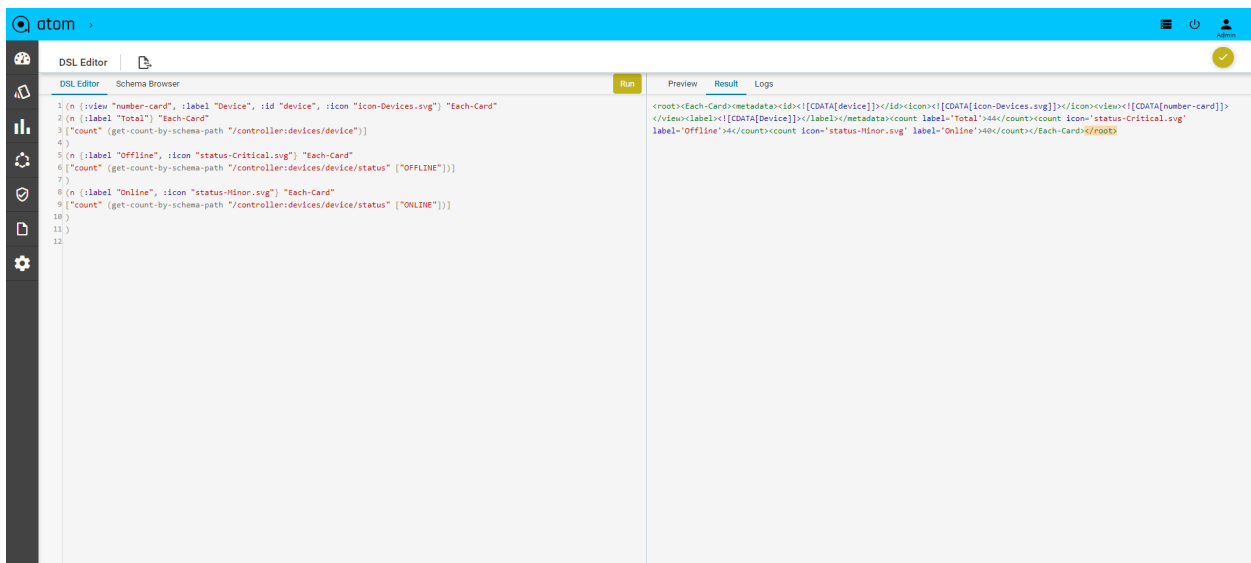 atom ›
Admin
DSL Editor
DSL Editor Schema Browser Run
1 (n {:view "number-card", :label "Device", :id "device", :icon "icon-Devices.svg"} "Each-Card"
2 (n {:label "Total"} "Each-Card"
3 ["count" (get-count-by-schema-path "/controller:devices/device")]
4 )
5 (n {:label "Offline", :icon "status-Critical.svg"} "Each-Card"
6 ["count" (get-count-by-schema-path "/controller:devices/device/status" ["OFFLINE"])]
7 )
8 (n {:label "Online", :icon "status-Minor.svg"} "Each-Card"
9 ["count" (get-count-by-schema-path "/controller:devices/device/status" ["ONLINE"])]
10 )
11 )
12
Preview Result Logs
<root><Each-Card><metadata><id><![CDATA[device]]></id><icon><![CDATA[icon-Devices.svg]]></icon><view><![CDATA[number-card]]>
</view><label><![CDATA[Device]]></label></metadata><count label='Total'>44</count><count icon='status-Critical.svg'
label='Offline'>4</count><count icon='status-Minor.svg' label='Online'>40</count></Each-Card></root>